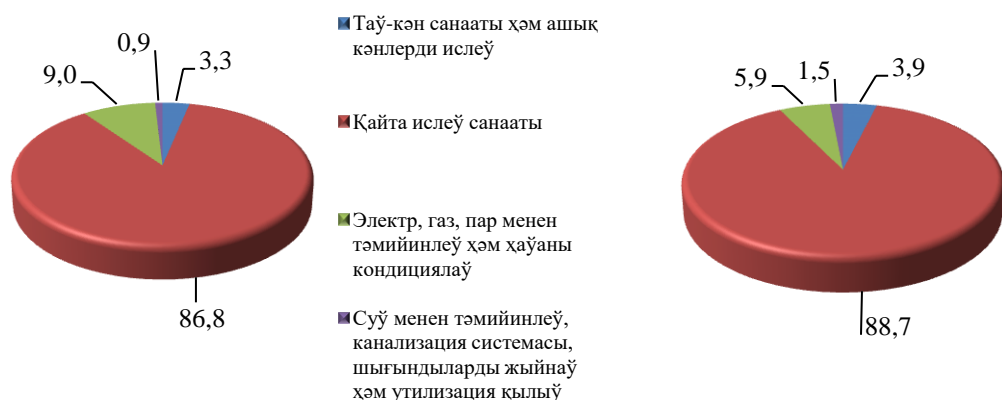 0,9
9,0
3,3
86,8
Таў-кән санааты ҳәм ашық
кәнлерди ислеў
Қайта ислеў санааты
Электр, газ, пар менен
тәмийинлеў ҳәм ҳаўаны
кондициялаў
Суў менен тәмийинлеў,
канализация системасы,
шығындыларды жыйнаў
ҳәм утилизация қылыў
5,9
1,5
3,9
88,7